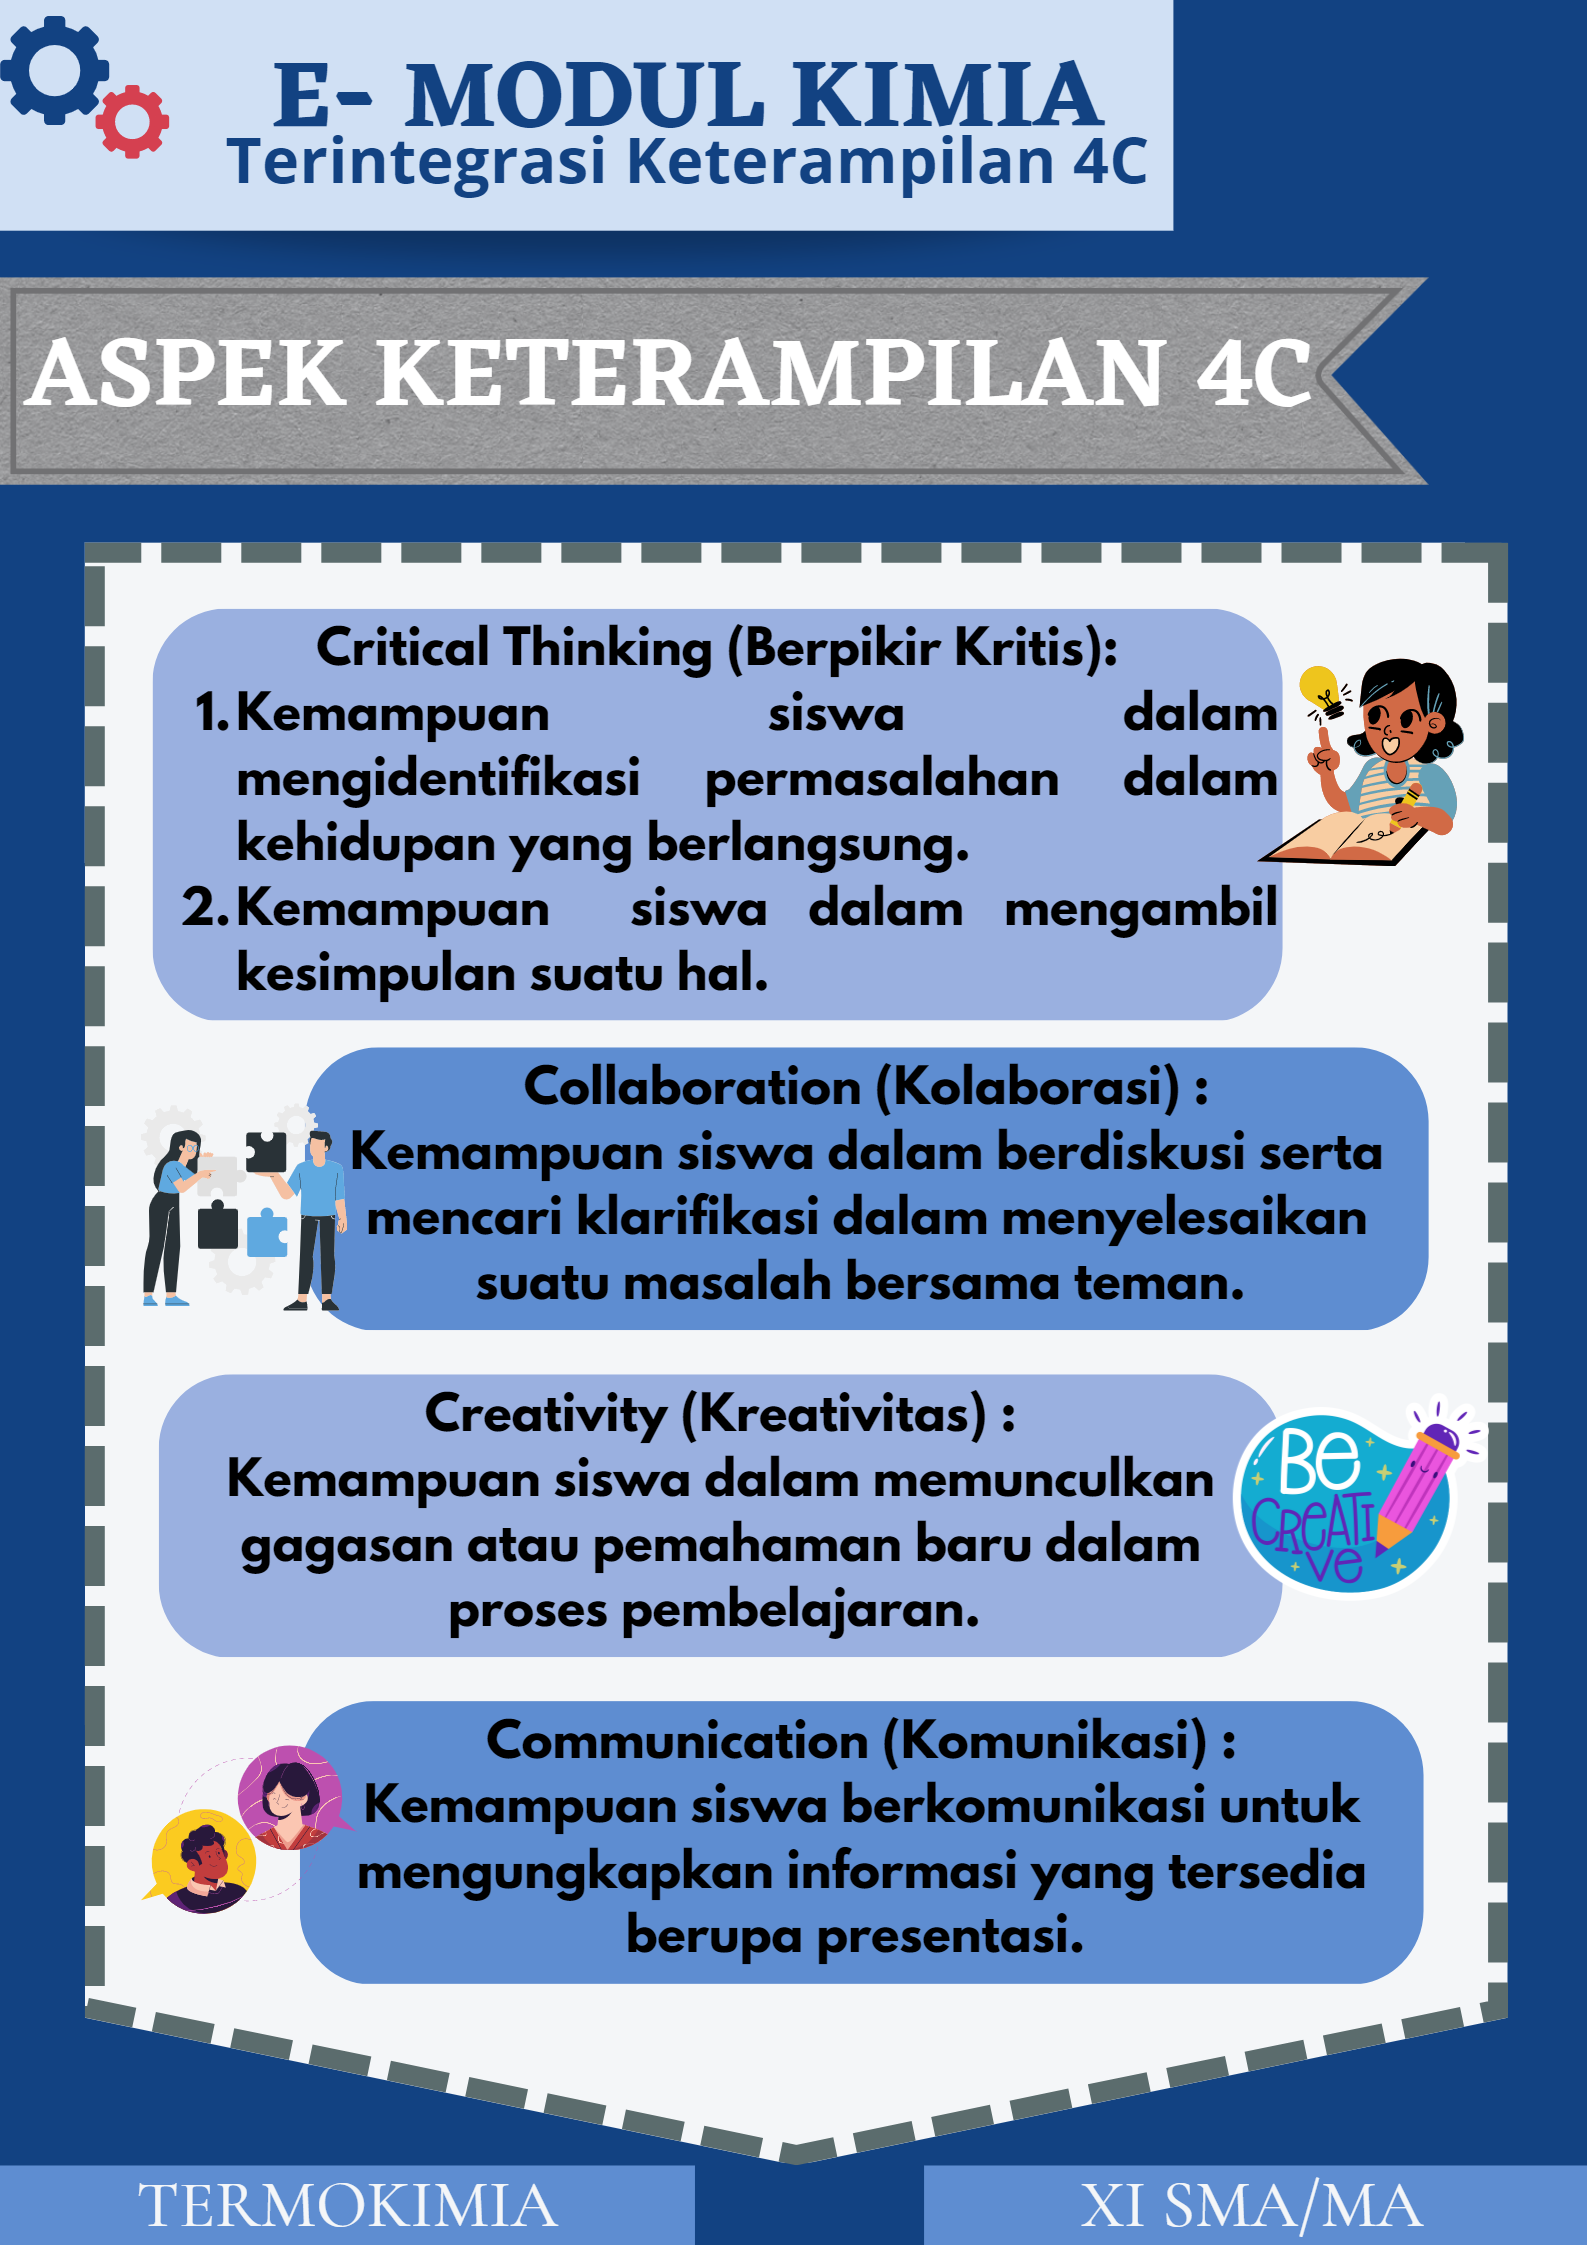 E- MODUL KIMIA
Terintegrasi Keterampilan 4C
ASPEK KETERAMPILAN 4C
Critical Thinking (Berpikir Kritis):
1. Kemampuan siswa dalam
mengidentifikasi permasalahan dalam
kehidupan yang berlangsung.
2. Kemampuan siswa dalam mengambil
kesimpulan suatu hal.
Collaboration (Kolaborasi) :
Kemampuan siswa dalam berdiskusi serta
mencari klarifikasi dalam menyelesaikan
suatu masalah bersama teman.
Creativity (Kreativitas) :
Kemampuan siswa dalam memunculkan
gagasan atau pemahaman baru dalam
proses pembelajaran.
BE
CREATI
VE
Communication (Komunikasi) :
Kemampuan siswa berkomunikasi untuk
mengungkapkan informasi yang tersedia
berupa presentasi.
TERMOKIMIA
XI SMA/MA